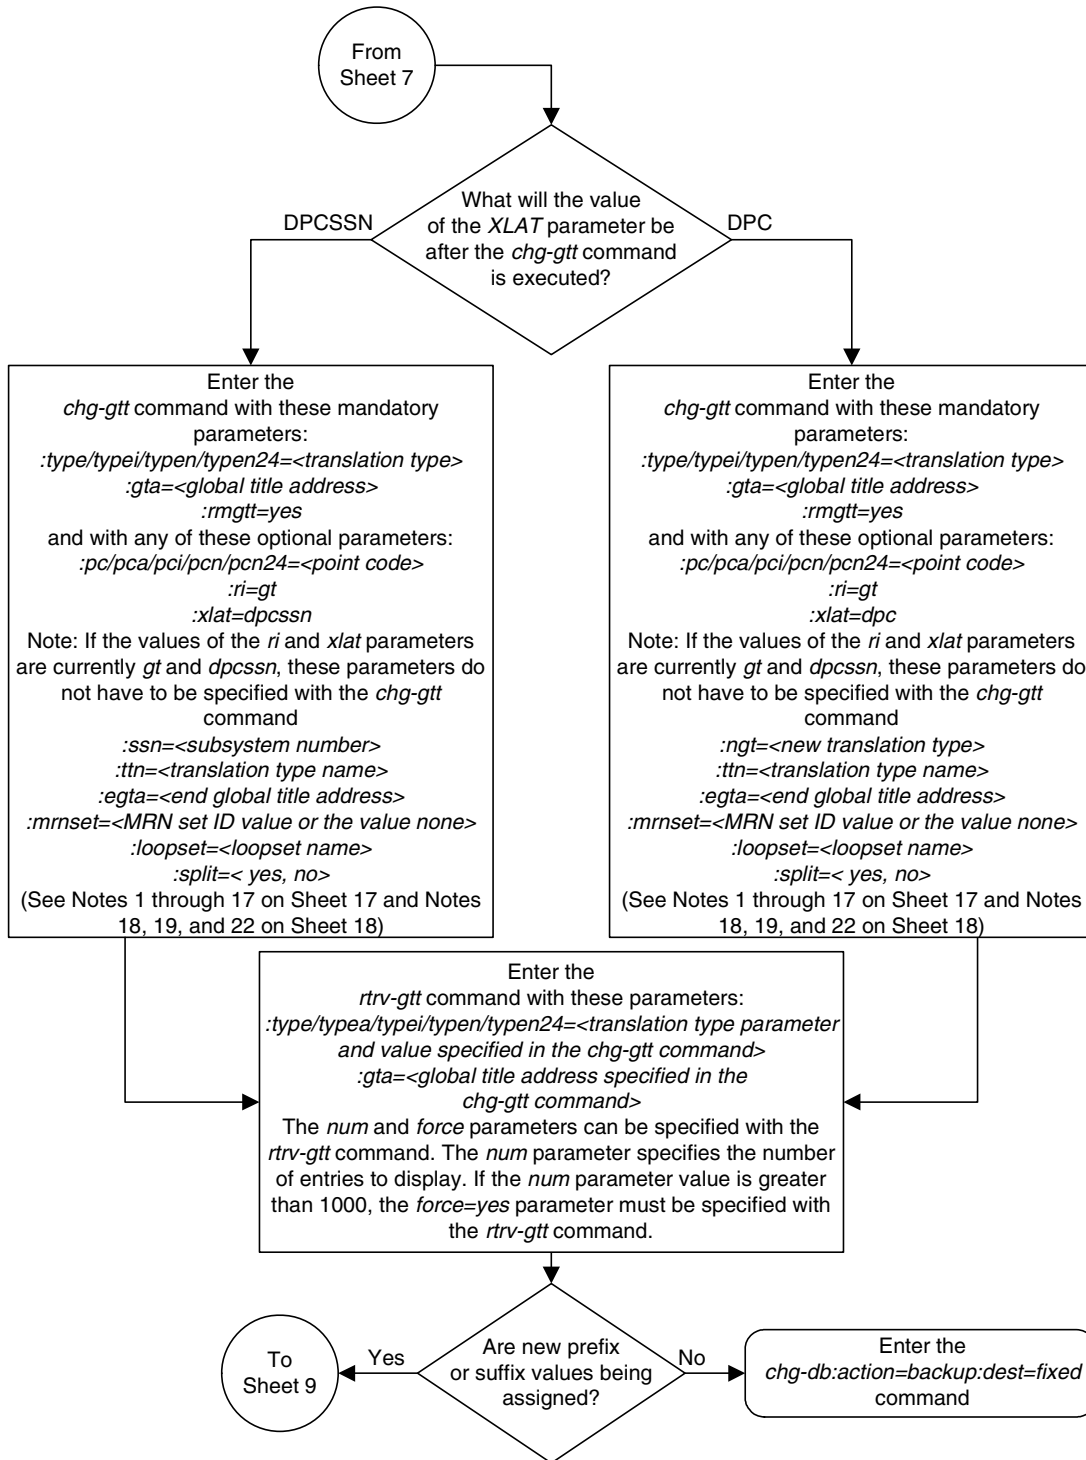 From
Sheet 7
What will the value
of the XLAT parameter be
after the chg-gtt command
is executed?
DPCSSN
DPC
Enter the
chg-gtt command with these mandatory
parameters:
:type/typei/typen/typen24=<translation type>
:gta=<global title address>
:rmgtt=yes
and with any of these optional parameters:
:pc/pca/pci/pcn/pcn24=<point code>
:ri=gt
:xlat=dpcssn
Note: If the values of the ri and xlat parameters
are currently gt and dpcssn, these parameters do
not have to be specified with the chg-gtt
command
:ssn=<subsystem number>
:ttn=<translation type name>
:egta=<end global title address>
:mrnset=<MRN set ID value or the value none>
:loopset=<loopset name>
:split=< yes, no>
(See Notes 1 through 17 on Sheet 17 and Notes
18, 19, and 22 on Sheet 18)
Enter the
chg-gtt command with these mandatory
parameters:
:type/typei/typen/typen24=<translation type>
:gta=<global title address>
:rmgtt=yes
and with any of these optional parameters:
:pc/pca/pci/pcn/pcn24=<point code>
:ri=gt
:xlat=dpc
Note: If the values of the ri and xlat parameters
are currently gt and dpcssn, these parameters do
not have to be specified with the chg-gtt
command
:ngt=<new translation type>
:ttn=<translation type name>
:egta=<end global title address>
:mrnset=<MRN set ID value or the value none>
:loopset=<loopset name>
:split=< yes, no>
(See Notes 1 through 17 on Sheet 17 and Notes
18, 19, and 22 on Sheet 18)
Enter the
rtrv-gtt command with these parameters:
:type/typea/typei/typen/typen24=<translation type parameter
and value specified in the chg-gtt command>
:gta=<global title address specified in the
chg-gtt command>
The num and force parameters can be specified with the
rtrv-gtt command. The num parameter specifies the number
of entries to display. If the num parameter value is greater
than 1000, the force=yes parameter must be specified with
the rtrv-gtt command.
Are new prefix
or suffix values being
assigned?
Yes
No
To
Sheet 9
Enter the
chg-db:action=backup:dest=fixed
command